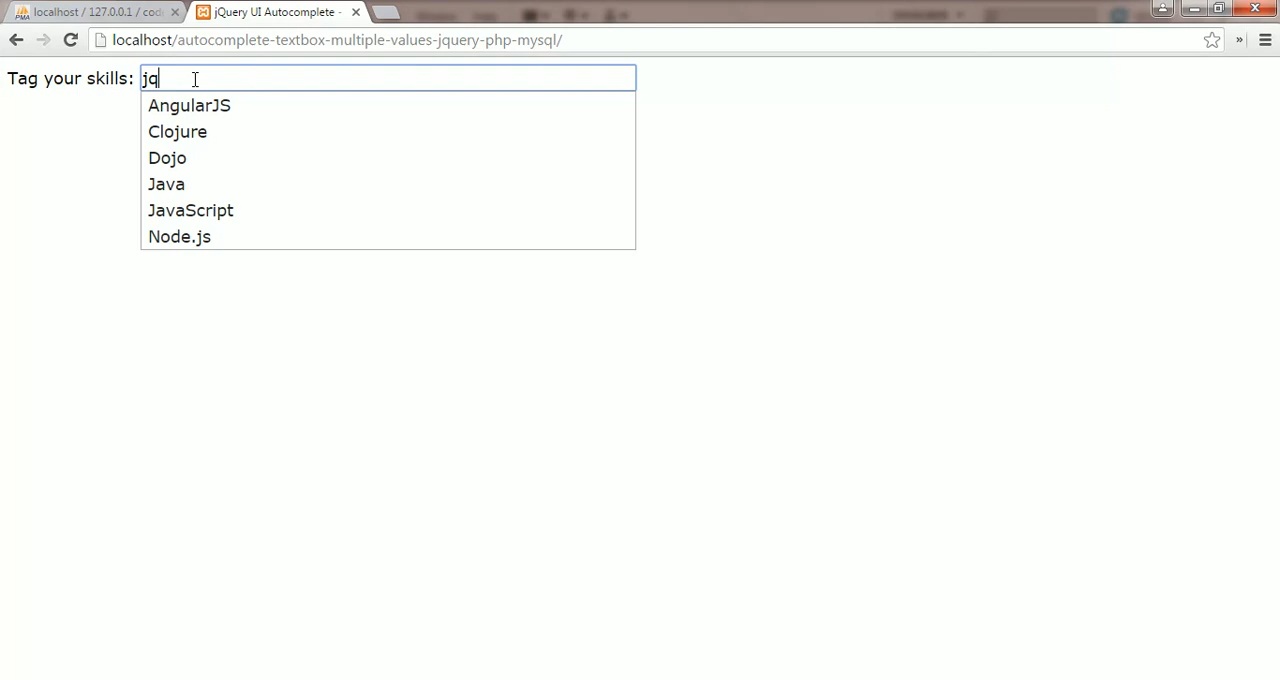 localhost / 127.0.0.1 / cod
jQuery UI Autocomplete -
localhost/autocomplete-textbox-multiple-values-jquery-php-mysql/
Tag your skills: jq
AngularJS
Clojure
Dojo
Java
JavaScript
Node.js